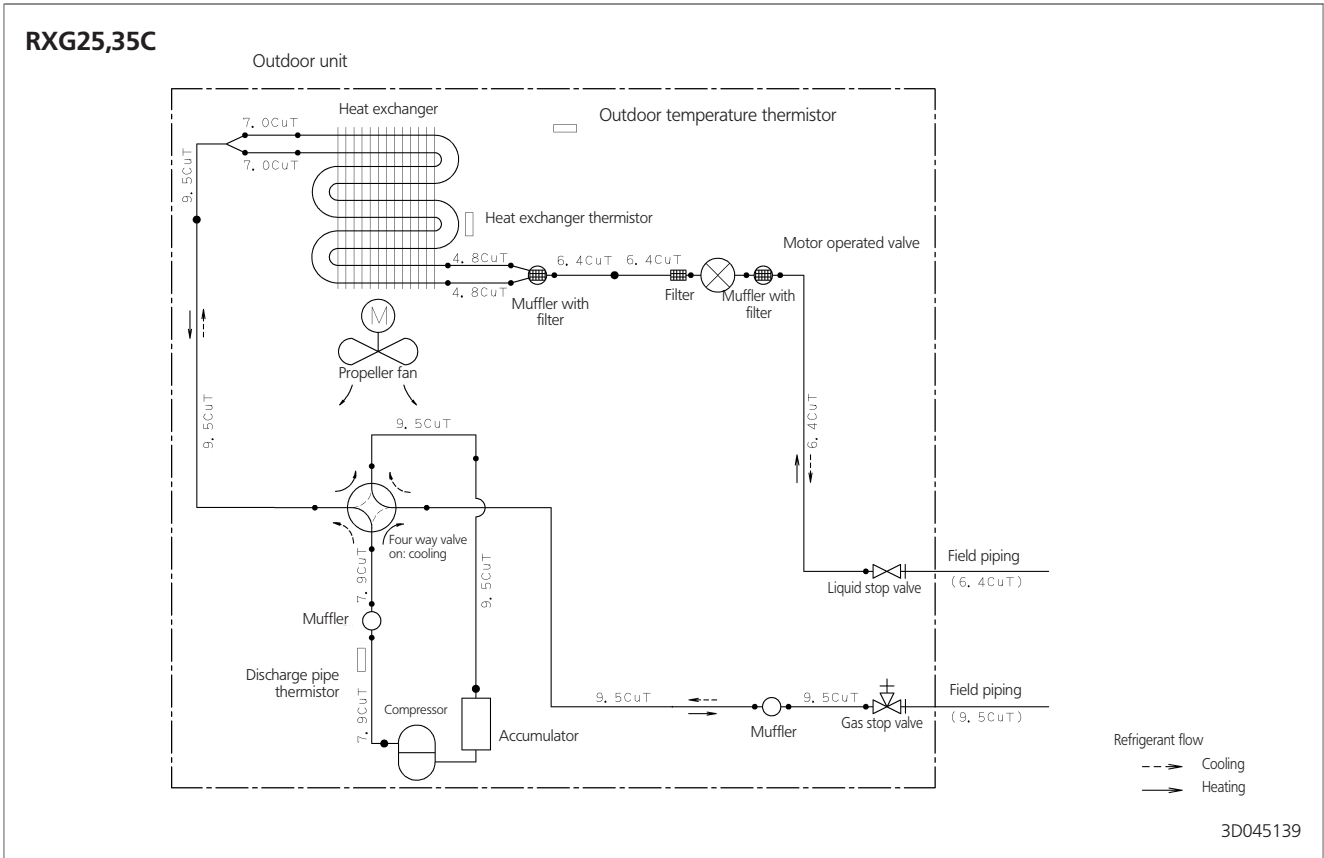 RXG25,35C
Outdoor unit
Heat exchanger
Outdoor temperature thermistor
7. 0CuT
7. 0CuT
9. 5CuT
Heat exchanger thermistor
Motor operated valve
4. 8CuT
6. 4CuT
6. 4CuT
4. 8CuT
Muffler with
filter
Filter
Muffler with
filter
M
Propeller fan
9. 5CuT
9. 5CuT
6. 4CuT
Four way valve
on: cooling
7. 9CuT
9. 5CuT
Field piping
(6. 4CuT)
Liquid stop valve
Muffler
Discharge pipe
thermistor
7. 9CuT
Compressor
Accumulator
9. 5CuT
9. 5CuT
Muffler
Gas stop valve
Field piping
(9. 5CuT)
Refrigerant flow
Cooling
Heating
3D045139